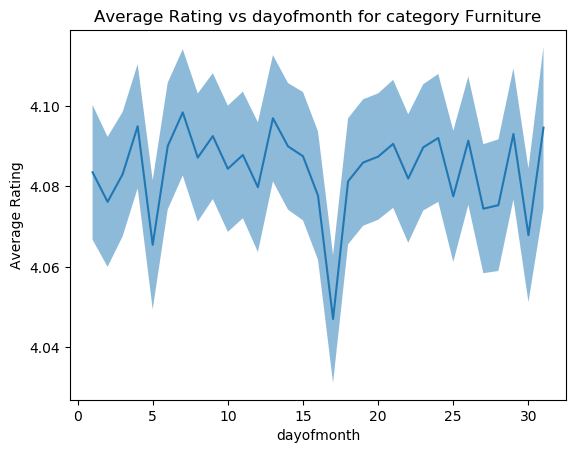 Average Rating vs dayofmonth for category Furniture
4.10
4.08
4.06
4.04
Average Rating
0 5 10 15 20 25 30
dayofmonth